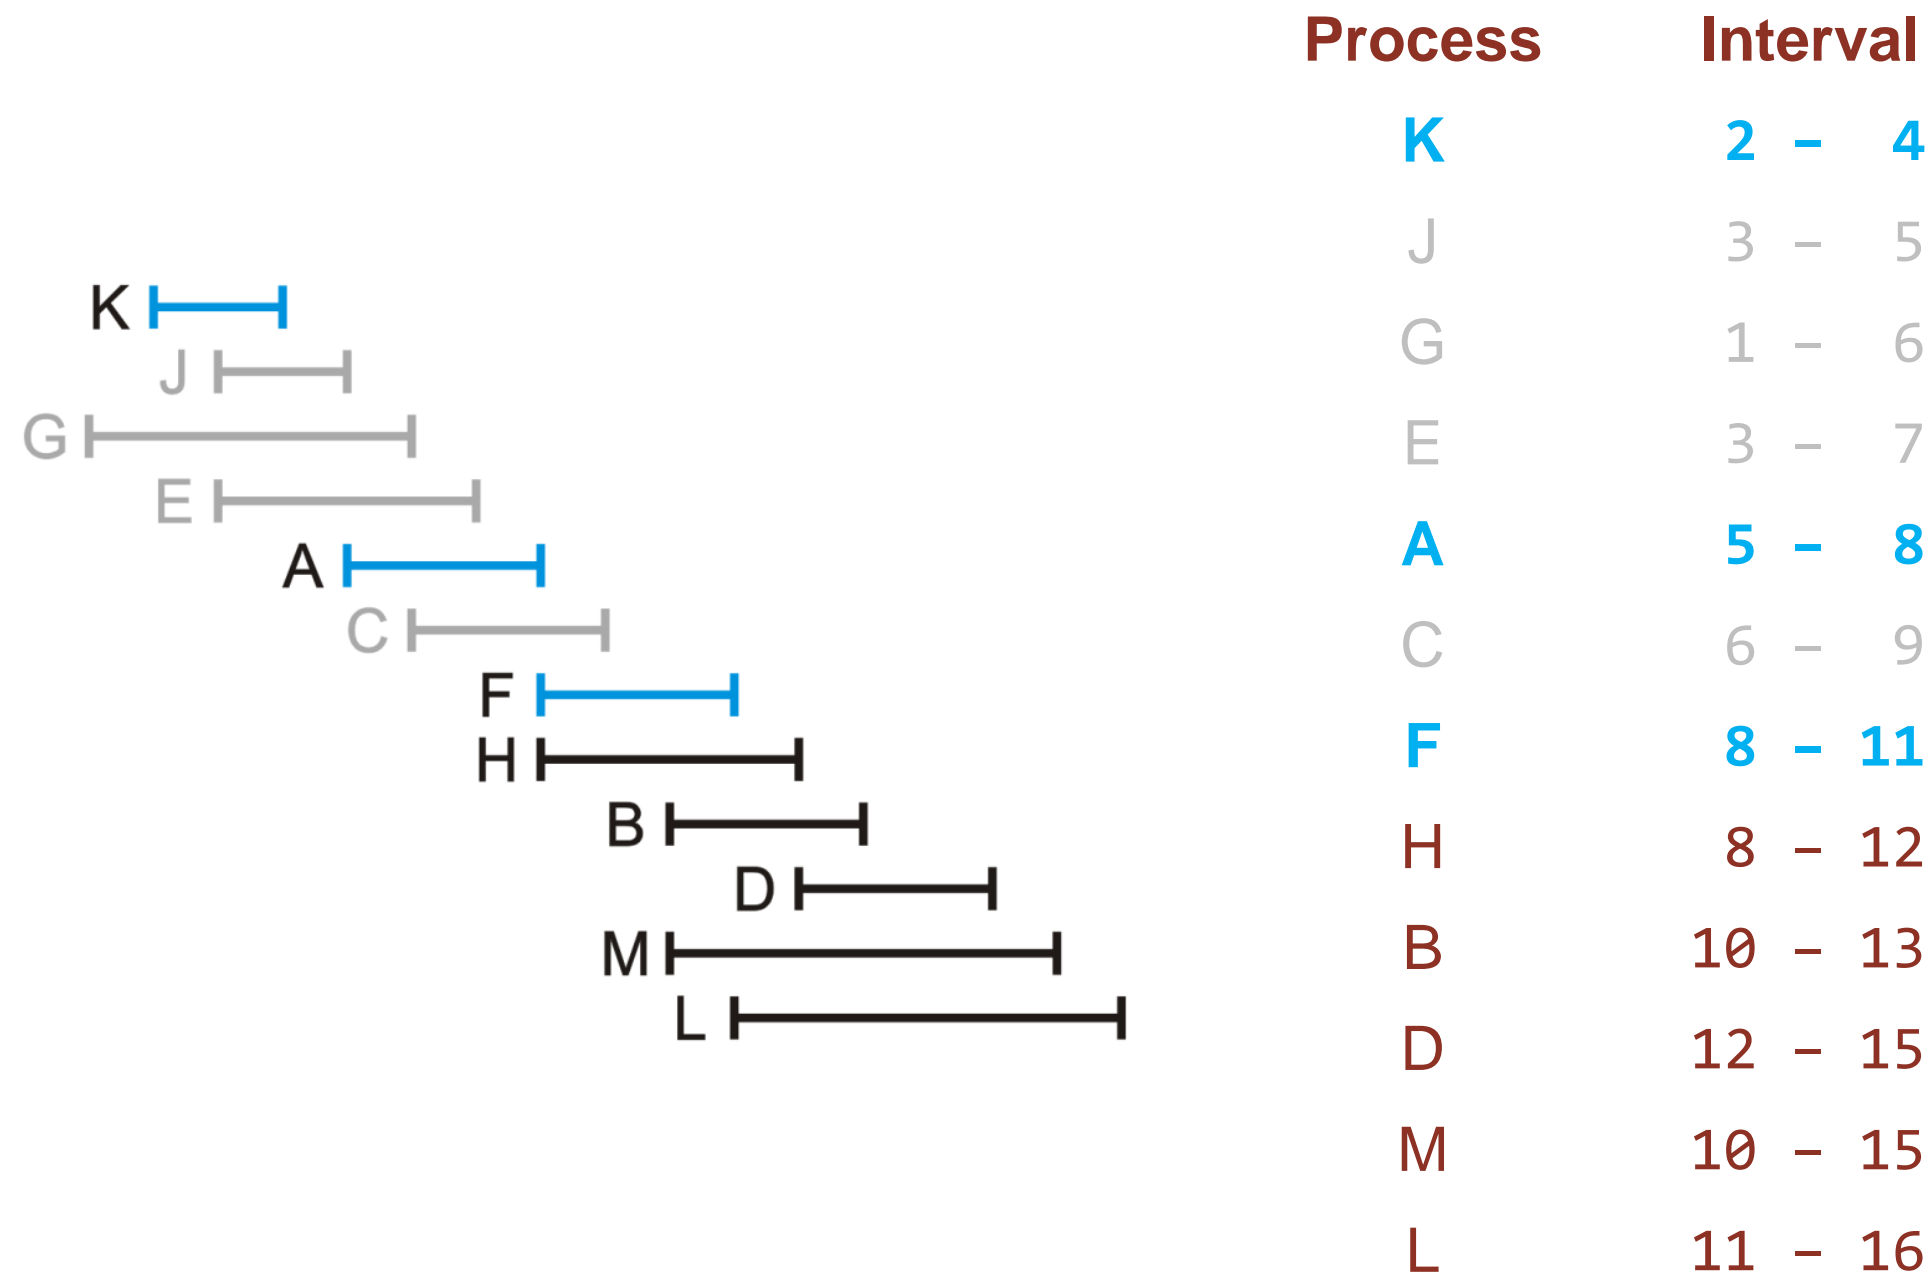 Process Interval
K 2 - 4
J 3 - 5
G 1 - 6
E 3 - 7
A 5 - 8
C 6 - 9
F 8 - 11
H 8 - 12
B 10 - 13
D 12 - 15
M 10 - 15
L 11 - 16
K
J
G
E
A
C
F
H
B
D
M
L